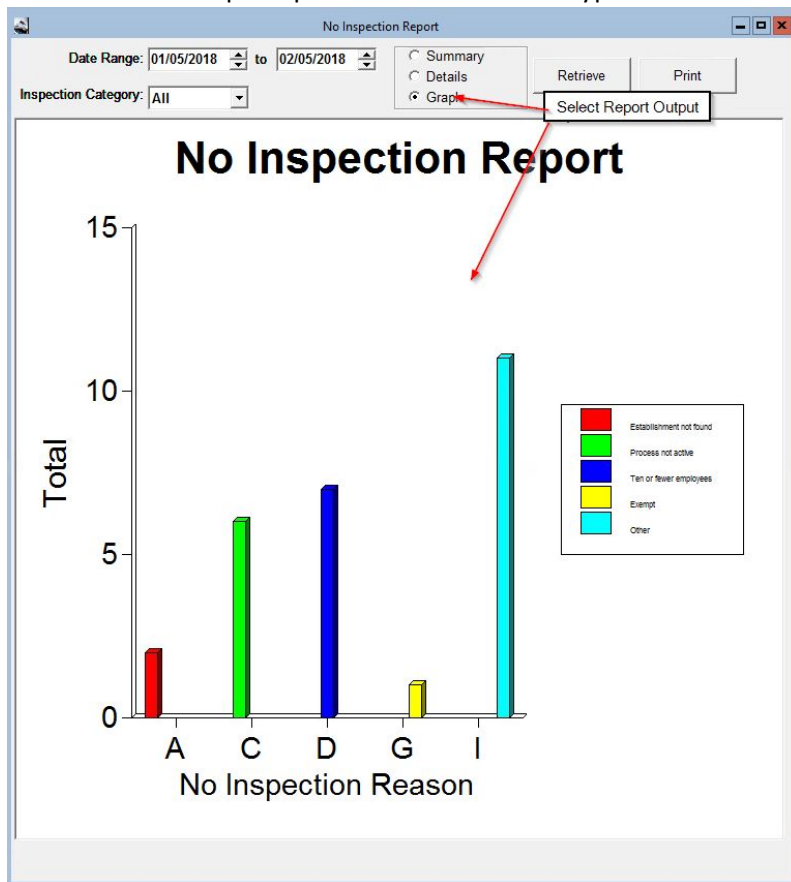 No Inspection Report
Date Range: 01/05/2018 to 02/05/2018
Summary
Details
Graph
Retrieve
Print
Inspection Category: All
Select Report Output
No Inspection Report
15
10
5
0
Total
A C D G I
No Inspection Reason
Establishment not found
Process not active
Ten or fewer employees
Exempt
Other